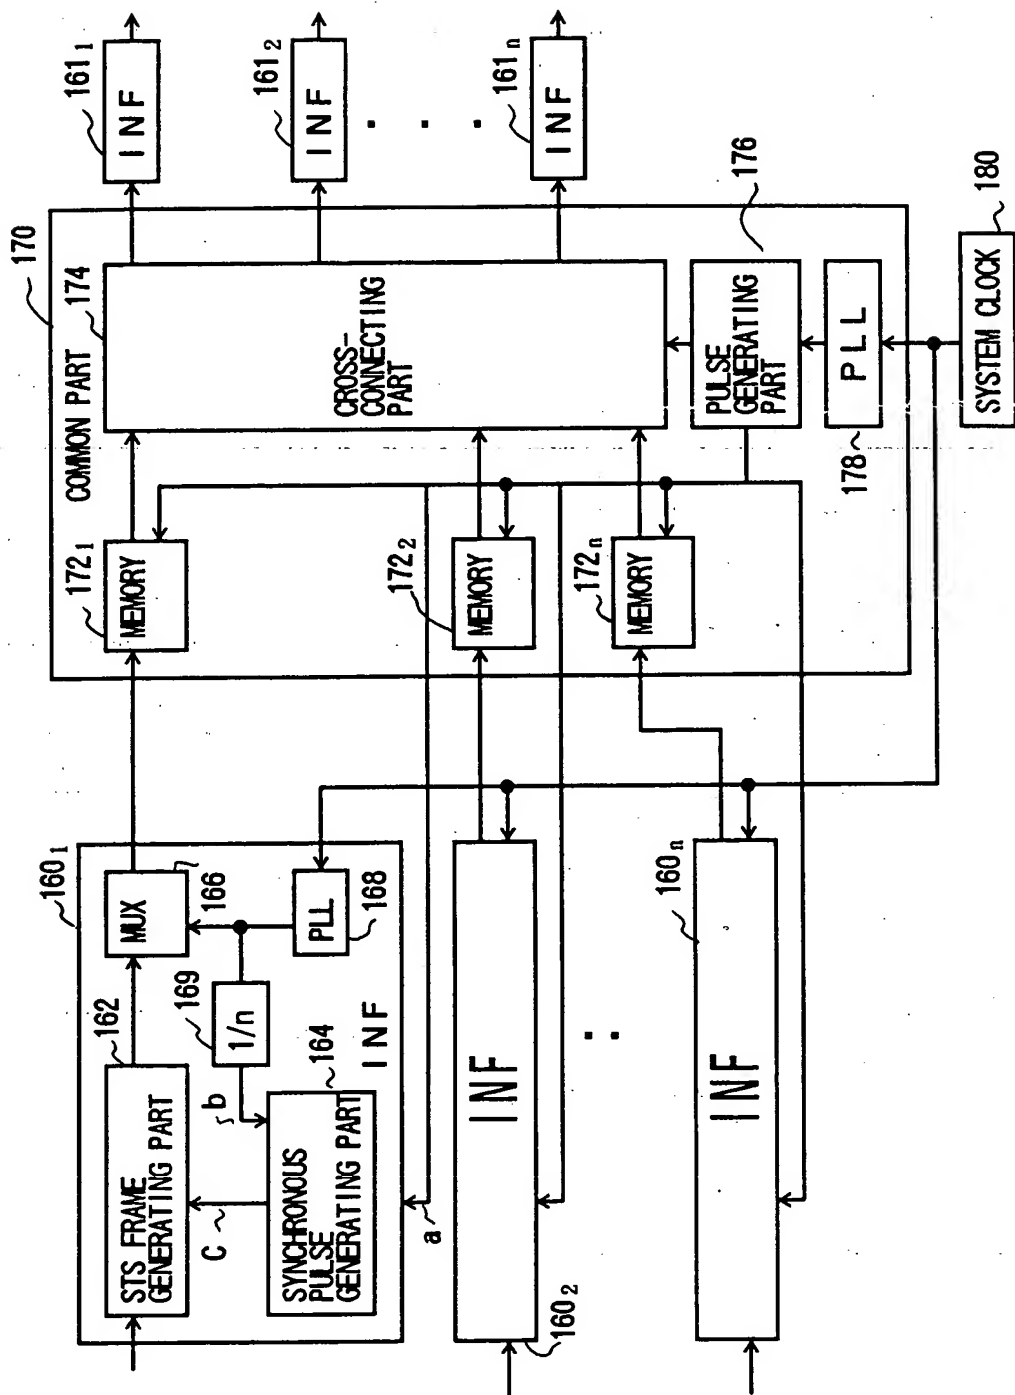 160₁
162
STS FRAME
GENERATING PART
C
SYNCHRONOUS
PULSE
GENERATING PART
164
b
169
1/n
MUX
166
PLL
168
INF
a
160₂
INF
160ₙ
INF
170
COMMON PART
172₁
MEMORY
172₂
MEMORY
172ₙ
MEMORY
174
CROSS-
CONNECTING
PART
PULSE
GENERATING
PART
176
PLL
178
SYSTEM CLOCK
180
161₁
INF
161₂
INF
161ₙ
INF